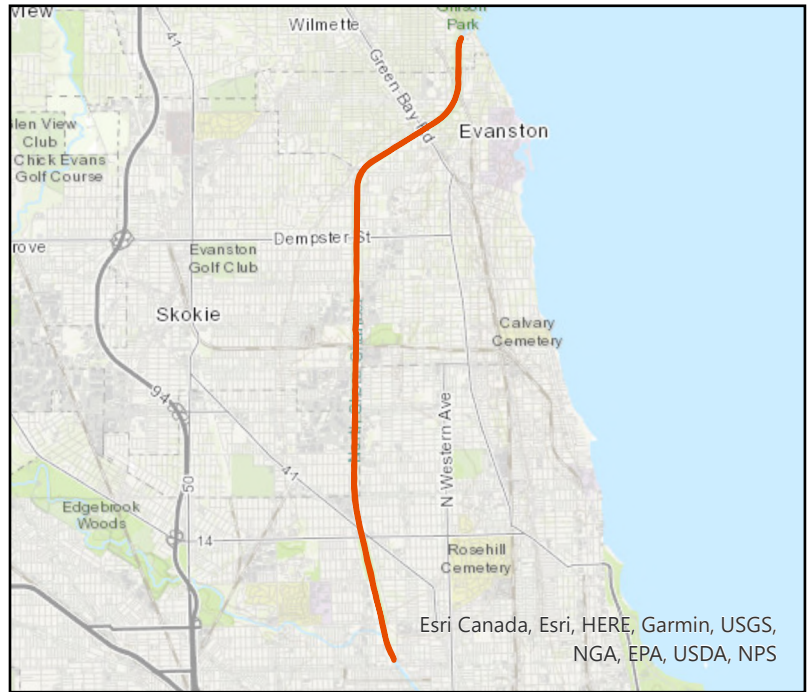 view
Wilmette
Gillson
Park
41
Green Bay Rd
Evanston
len View
Club
Chick Evans
Golf Course
rove
Dempster St
Evanston
Golf Club
Skokie
Calvary
Cemetery
94
N Western Ave
41
50
Edgebrook
Woods
14
Rosehill
Cemetery
Esri Canada, Esri, HERE, Garmin, USGS,
NGA, EPA, USDA, NPS